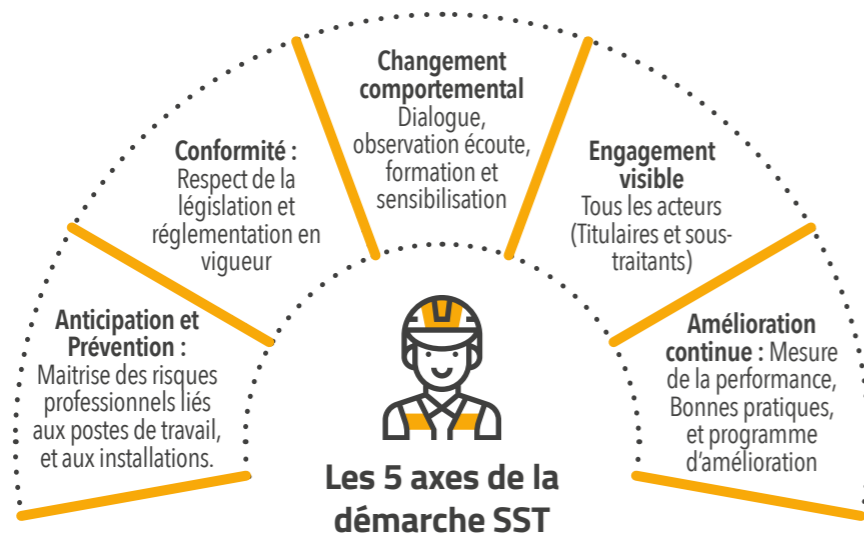 Anticipation et
Prévention :
Maitrise des risques
professionnels liés
aux postes de travail,
et aux installations.
Conformité :
Respect de la
législation et
réglementation en
vigueur
Changement
comportemental
Dialogue,
observation écoute,
formation et
sensibilisation
Engagement
visible
Tous les acteurs
(Titulaires et sous-
traitants)
Amélioration
continue : Mesure
de la performance,
Bonnes pratiques,
et programme
d'amélioration
Les 5 axes de la
démarche SST